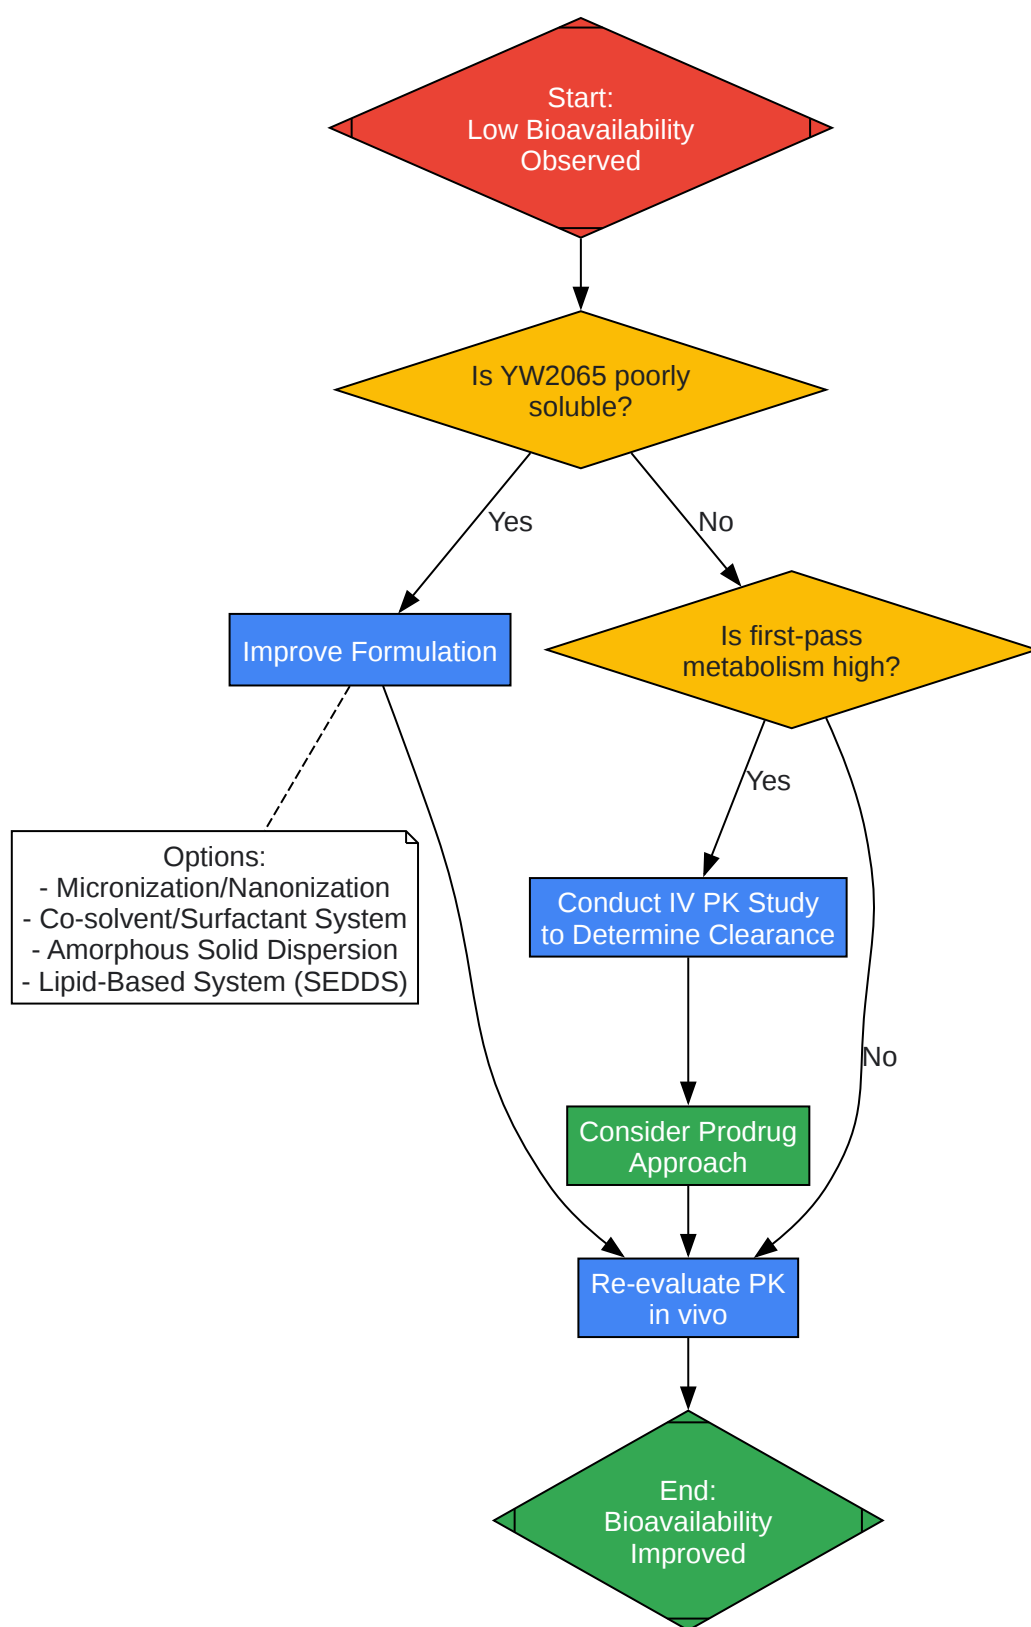 Start:
Low Bioavailability
Observed
Is YW2065 poorly
soluble?
Yes
No
Improve Formulation
Is first-pass
metabolism high?
Yes
Options:
- Micronization/Nanonization
- Co-solvent/Surfactant System
- Amorphous Solid Dispersion
- Lipid-Based System (SEDDS)
Conduct IV PK Study
to Determine Clearance
No
Consider Prodrug
Approach
Re-evaluate PK
in vivo
End:
Bioavailability
Improved